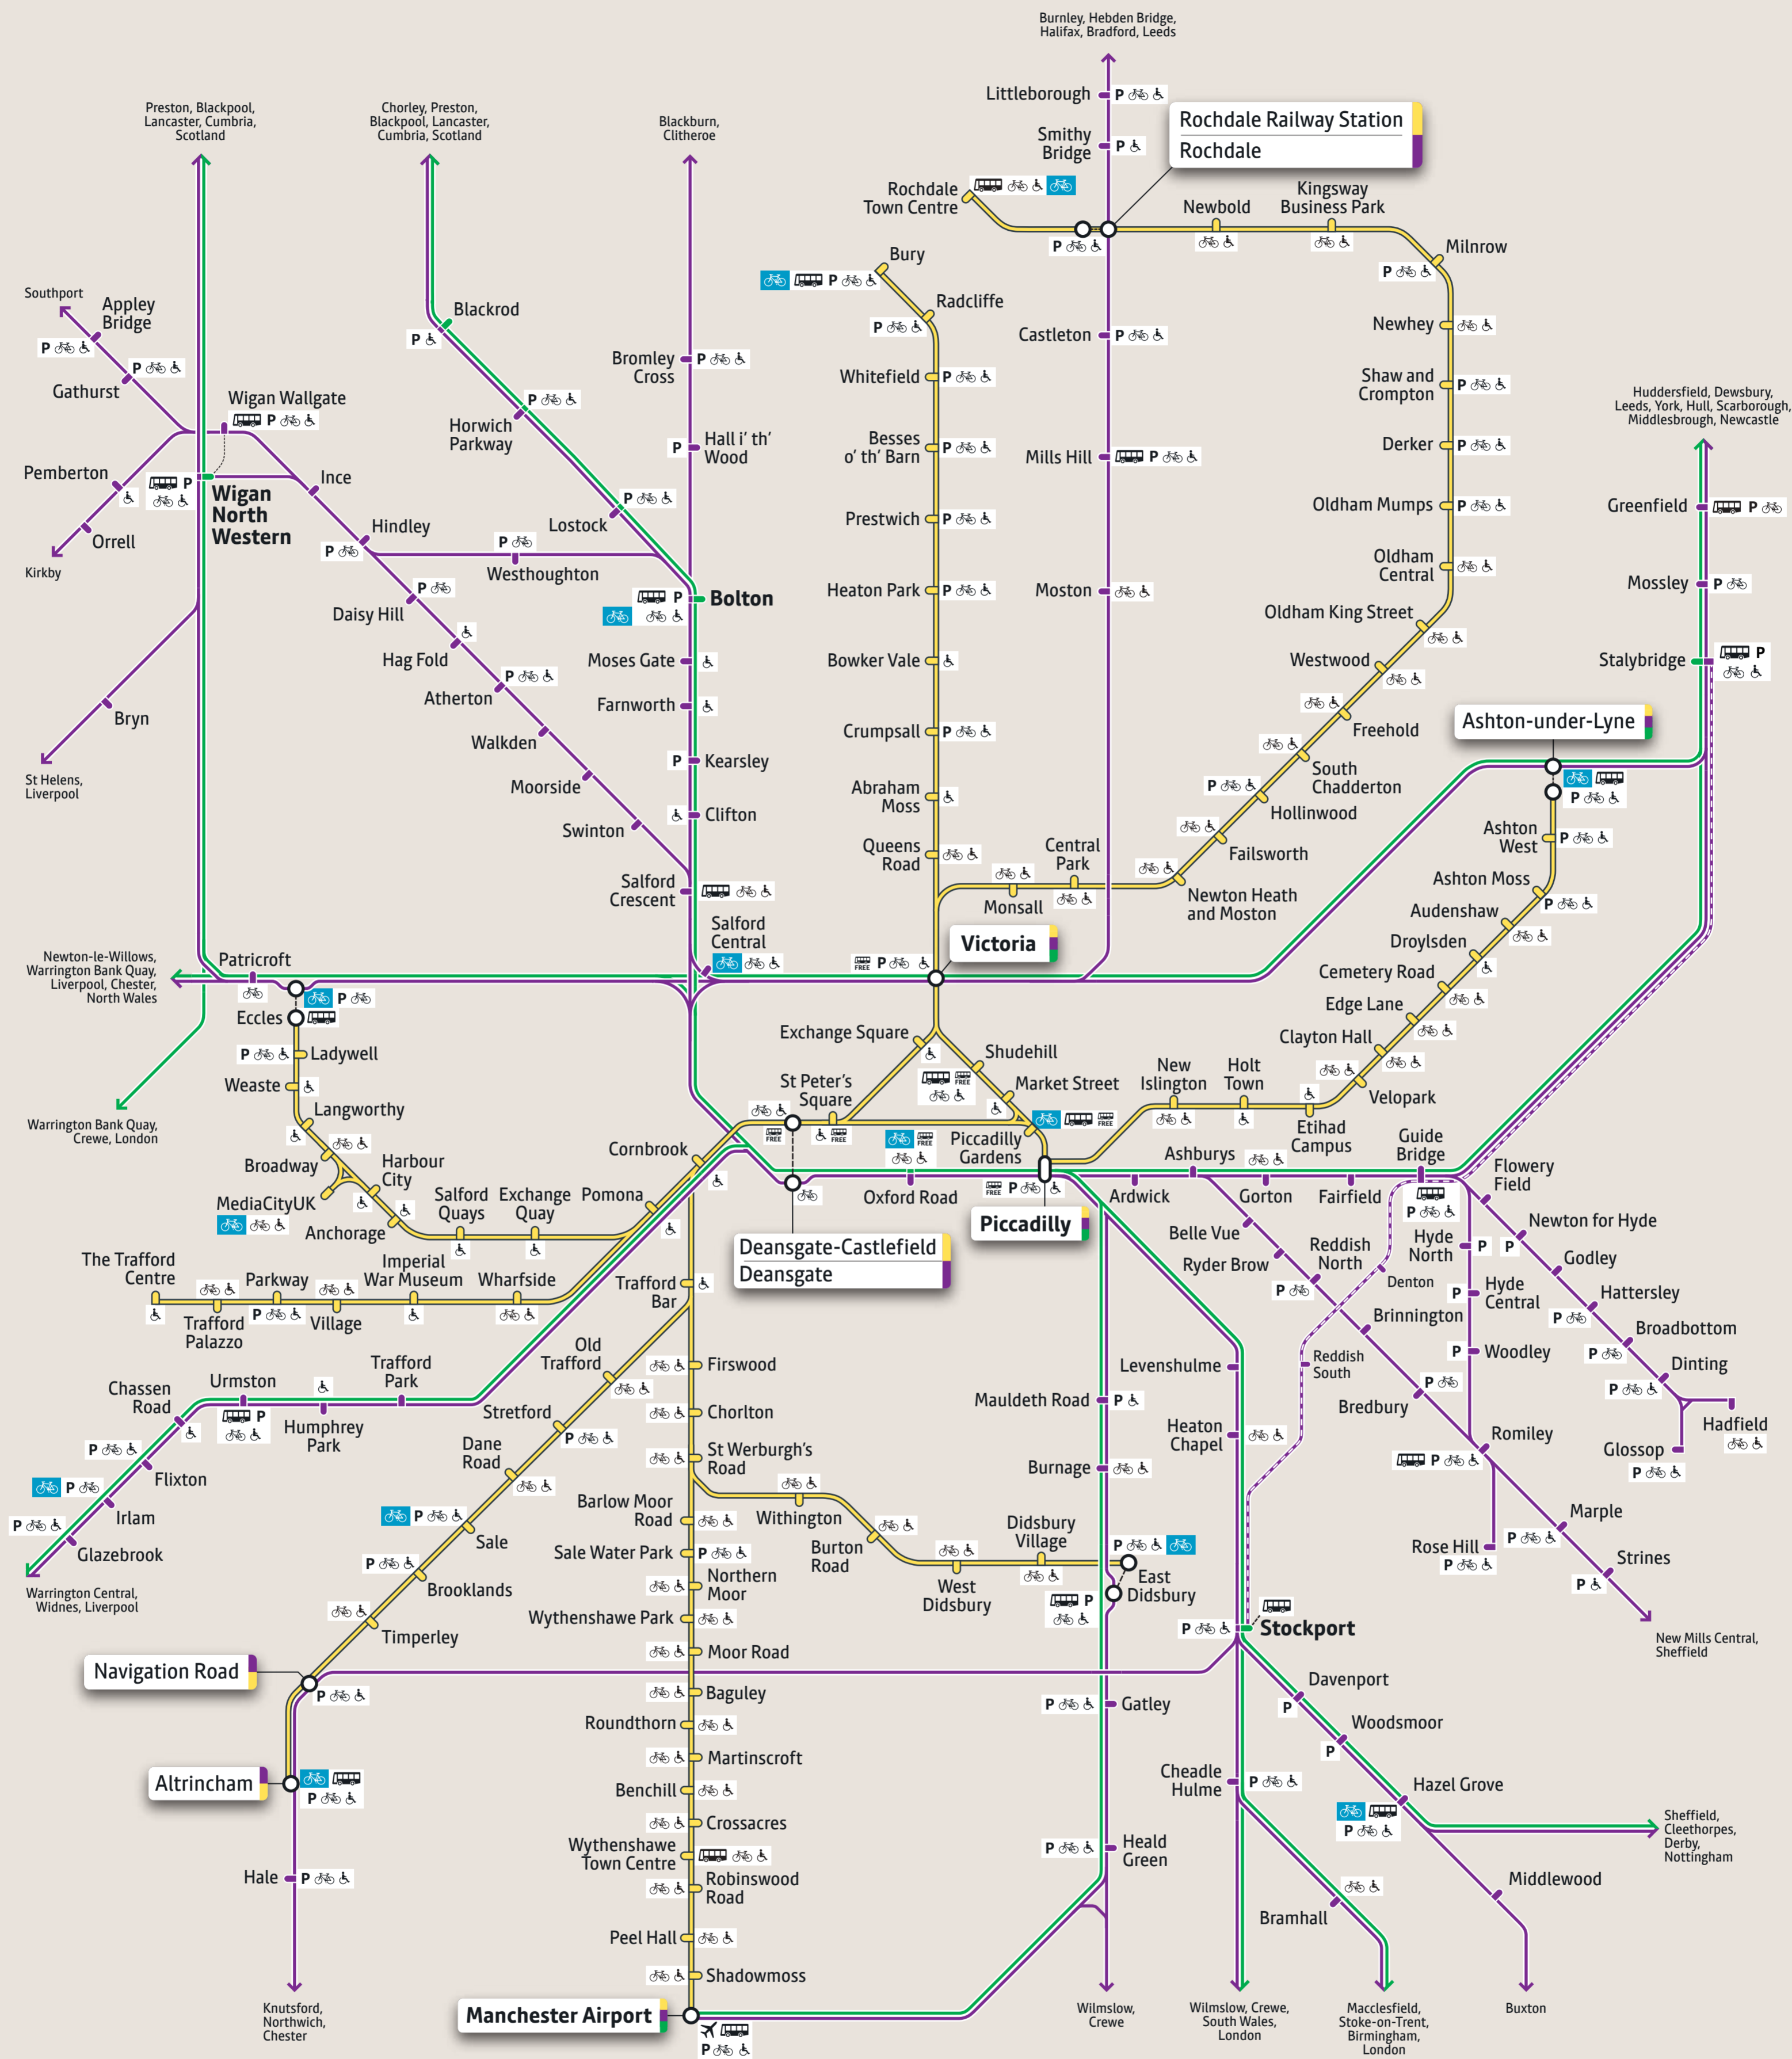 Burnley, Hebden Bridge,
Halifax, Bradford, Leeds
Preston, Blackpool,
Lancaster, Cumbria,
Scotland
Chorley, Preston,
Blackpool, Lancaster,
Cumbria, Scotland
Blackburn,
Clitheroe
Littleborough
P
Smithy
Bridge
P
Rochdale Railway Station
Rochdale
Rochdale
Town Centre
P
Newbold
Kingsway
Business Park
Milnrow
P
Bury
P
Radcliffe
P
Southport
Appley
Bridge
P
Gathurst
P
Blackrod
P
Castleton
P
Newhey
Bromley
Cross
P
Whitefield
P
Shaw and
Crompton
P
Huddersfield, Dewsbury,
Leeds, York, Hull, Scarborough,
Middlesbrough, Newcastle
Wigan Wallgate
P
Horwich
Parkway
P
P
Hall i' th'
Wood
Besses
o' th' Barn
P
Mills Hill
P
Derker
P
Pemberton
P
Wigan
North
Western
Ince
Orrell
Kirkby
Hindley
P
Lostock
P
Prestwich
P
Oldham Mumps
P
Greenfield
P
P
Westhoughton
Oldham
Central
Mossley
P
Daisy Hill
P
P
Bolton
Heaton Park
P
Moston
Oldham King Street
Hag Fold
Moses Gate
Bowker Vale
Westwood
Stalybridge
P
Atherton
P
Farnworth
Freehold
Bryn
Walkden
P
Kearsley
Crumpsall
P
South
Chadderton
Ashton-under-Lyne
P
St Helens,
Liverpool
Moorside
Clifton
Abraham
Moss
P
Hollinwood
Swinton
Queens
Road
Central
Park
Failsworth
Ashton
West
P
Salford
Crescent
Monsall
Newton Heath
and Moston
Ashton Moss
P
Audenshaw
Salford
Central
Victoria
FREE
P
Droylsden
Newton-le-Willows,
Warrington Bank Quay,
Liverpool, Chester,
North Wales
Patricroft
Cemetery Road
P
Eccles
Edge Lane
Exchange Square
Clayton Hall
P
Ladywell
Shudehill
FREE
New
Islington
Holt
Town
Velopark
Weaste
St Peter's
Square
Market Street
FREE
Langworthy
FREE
FREE
Etihad
Campus
Warrington Bank Quay,
Crewe, London
Cornbrook
FREE
Piccadilly
Gardens
Ashburys
Guide
Bridge
Broadway
Harbour
City
Oxford Road
FREE
P
Ardwick
Gorton
Fairfield
P
Flowery
Field
MediaCityUK
Salford
Quays
Exchange
Quay
Pomona
Piccadilly
Belle Vue
Hyde
North
P
P
Newton for Hyde
Anchorage
Deansgate-Castlefield
Deansgate
Ryder Brow
Reddish
North
P
Denton
Godley
The Trafford
Centre
Parkway
P
Imperial
War Museum
Wharfside
Trafford
Bar
P
Hyde
Central
Hattersley
P
Trafford
Palazzo
Village
Brinnington
Broadbottom
P
Old
Trafford
Firswood
Levenshulme
Reddish
South
P
Woodley
Dinting
P
Chassen
Road
Urmston
P
Humphrey
Park
Trafford
Park
Chorlton
Mauldeth Road
P
Bredbury
P
Stretford
P
Heaton
Chapel
Romiley
P
Hadfield
P
Flixton
Dane
Road
St Werburgh's
Road
Burnage
Glossop
P
P
Irlam
Barlow Moor
Road
Withington
Marple
P
P
Glazebrook
P
Sale
Burton
Road
Didsbury
Village
P
East
Didsbury
Rose Hill
P
Sale Water Park
P
West
Didsbury
Strines
P
Warrington Central,
Widnes, Liverpool
P
Brooklands
Northern
Moor
P
Timperley
Wythenshawe Park
P
Stockport
New Mills Central,
Sheffield
Moor Road
Navigation Road
P
Baguley
P
Gatley
Davenport
P
Roundthorn
Woodsmoor
P
Martinscroft
Altrincham
P
Benchill
Cheadle
Hulme
P
Hazel Grove
P
Crossacres
Sheffield,
Cleethorpes,
Derby,
Nottingham
Wythenshawe
Town Centre
P
Heald
Green
Hale
P
Robinswood
Road
Bramhall
Middlewood
Peel Hall
Shadowmoss
Manchester Airport
P
Knutsford,
Northwich,
Chester
Wilmslow,
Crewe
Wilmslow, Crewe,
South Wales,
London
Macclesfield,
Stoke-on-Trent,
Birmingham,
London
Buxton